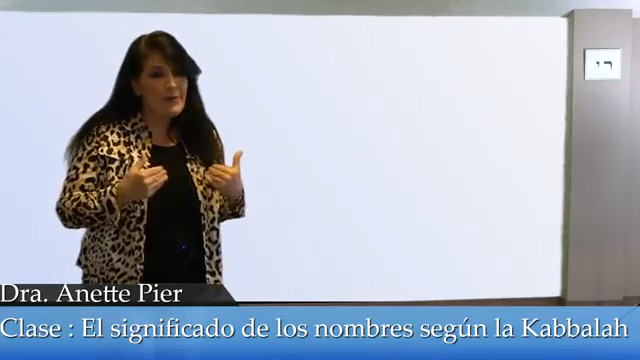 ר י
Dra. Anette Pier
Clase : El significado de los nombres según la Kabbalah